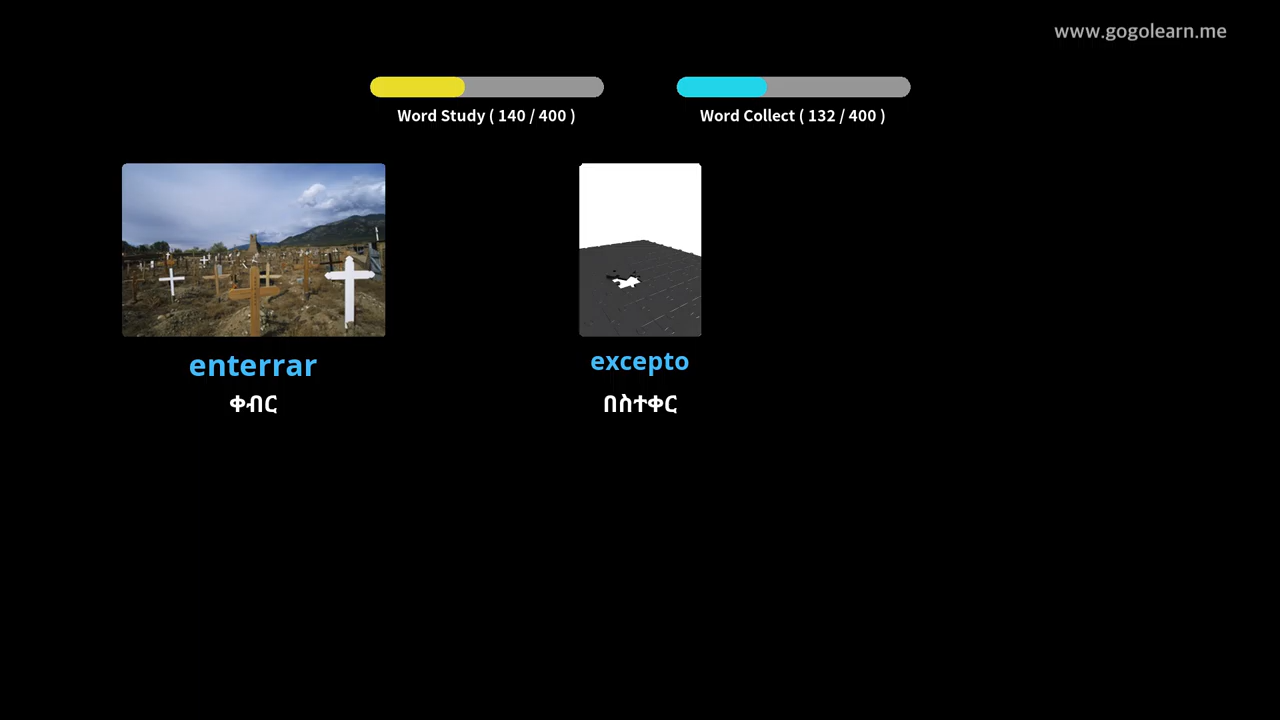 www.gogolearn.me
Word Study ( 140 / 400 )
Word Collect ( 132 / 400 )
enterrar
ቀብር
excepto
በስተቀር